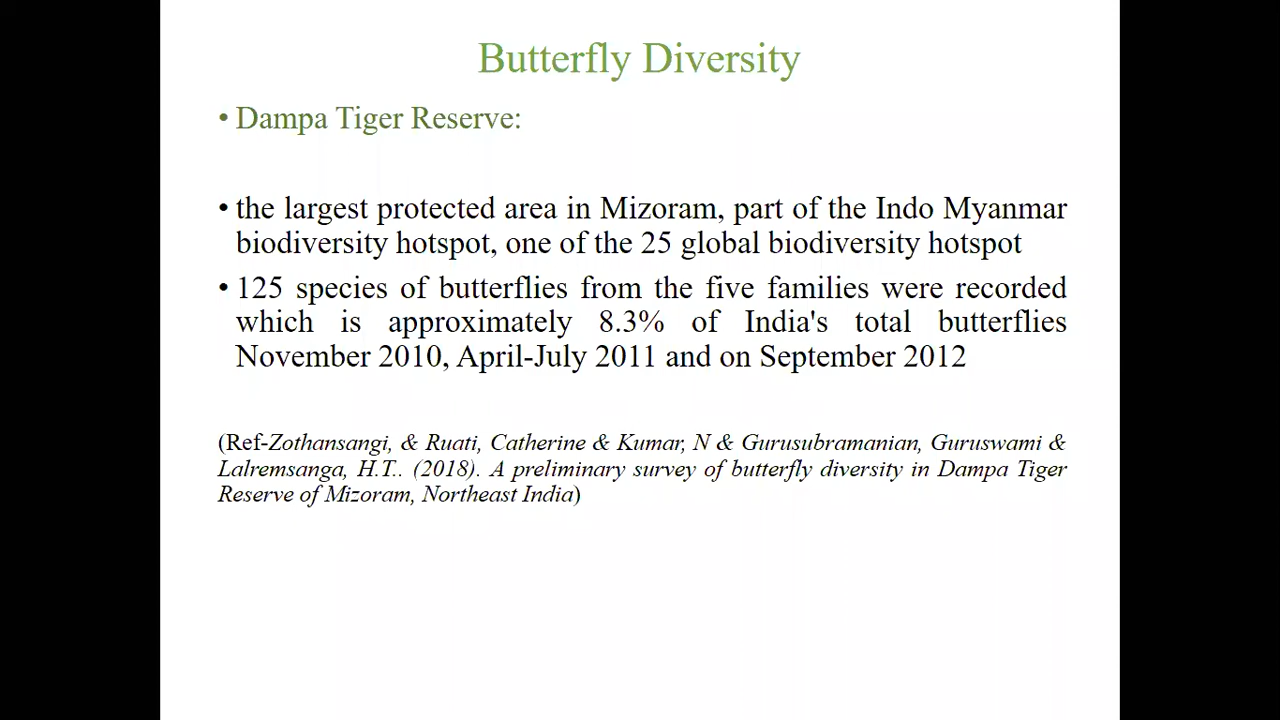 Butterfly Diversity
• Dampa Tiger Reserve:
• the largest protected area in Mizoram, part of the Indo Myanmar
biodiversity hotspot, one of the 25 global biodiversity hotspot
• 125 species of butterflies from the five families were recorded
which is approximately 8.3% of India's total butterflies
November 2010, April-July 2011 and on September 2012
(Ref-Zothansangi, & Ruati, Catherine & Kumar, N & Gurusubramanian, Guruswami &
Lalremsanga, H.T.. (2018). A preliminary survey of butterfly diversity in Dampa Tiger
Reserve of Mizoram, Northeast India)